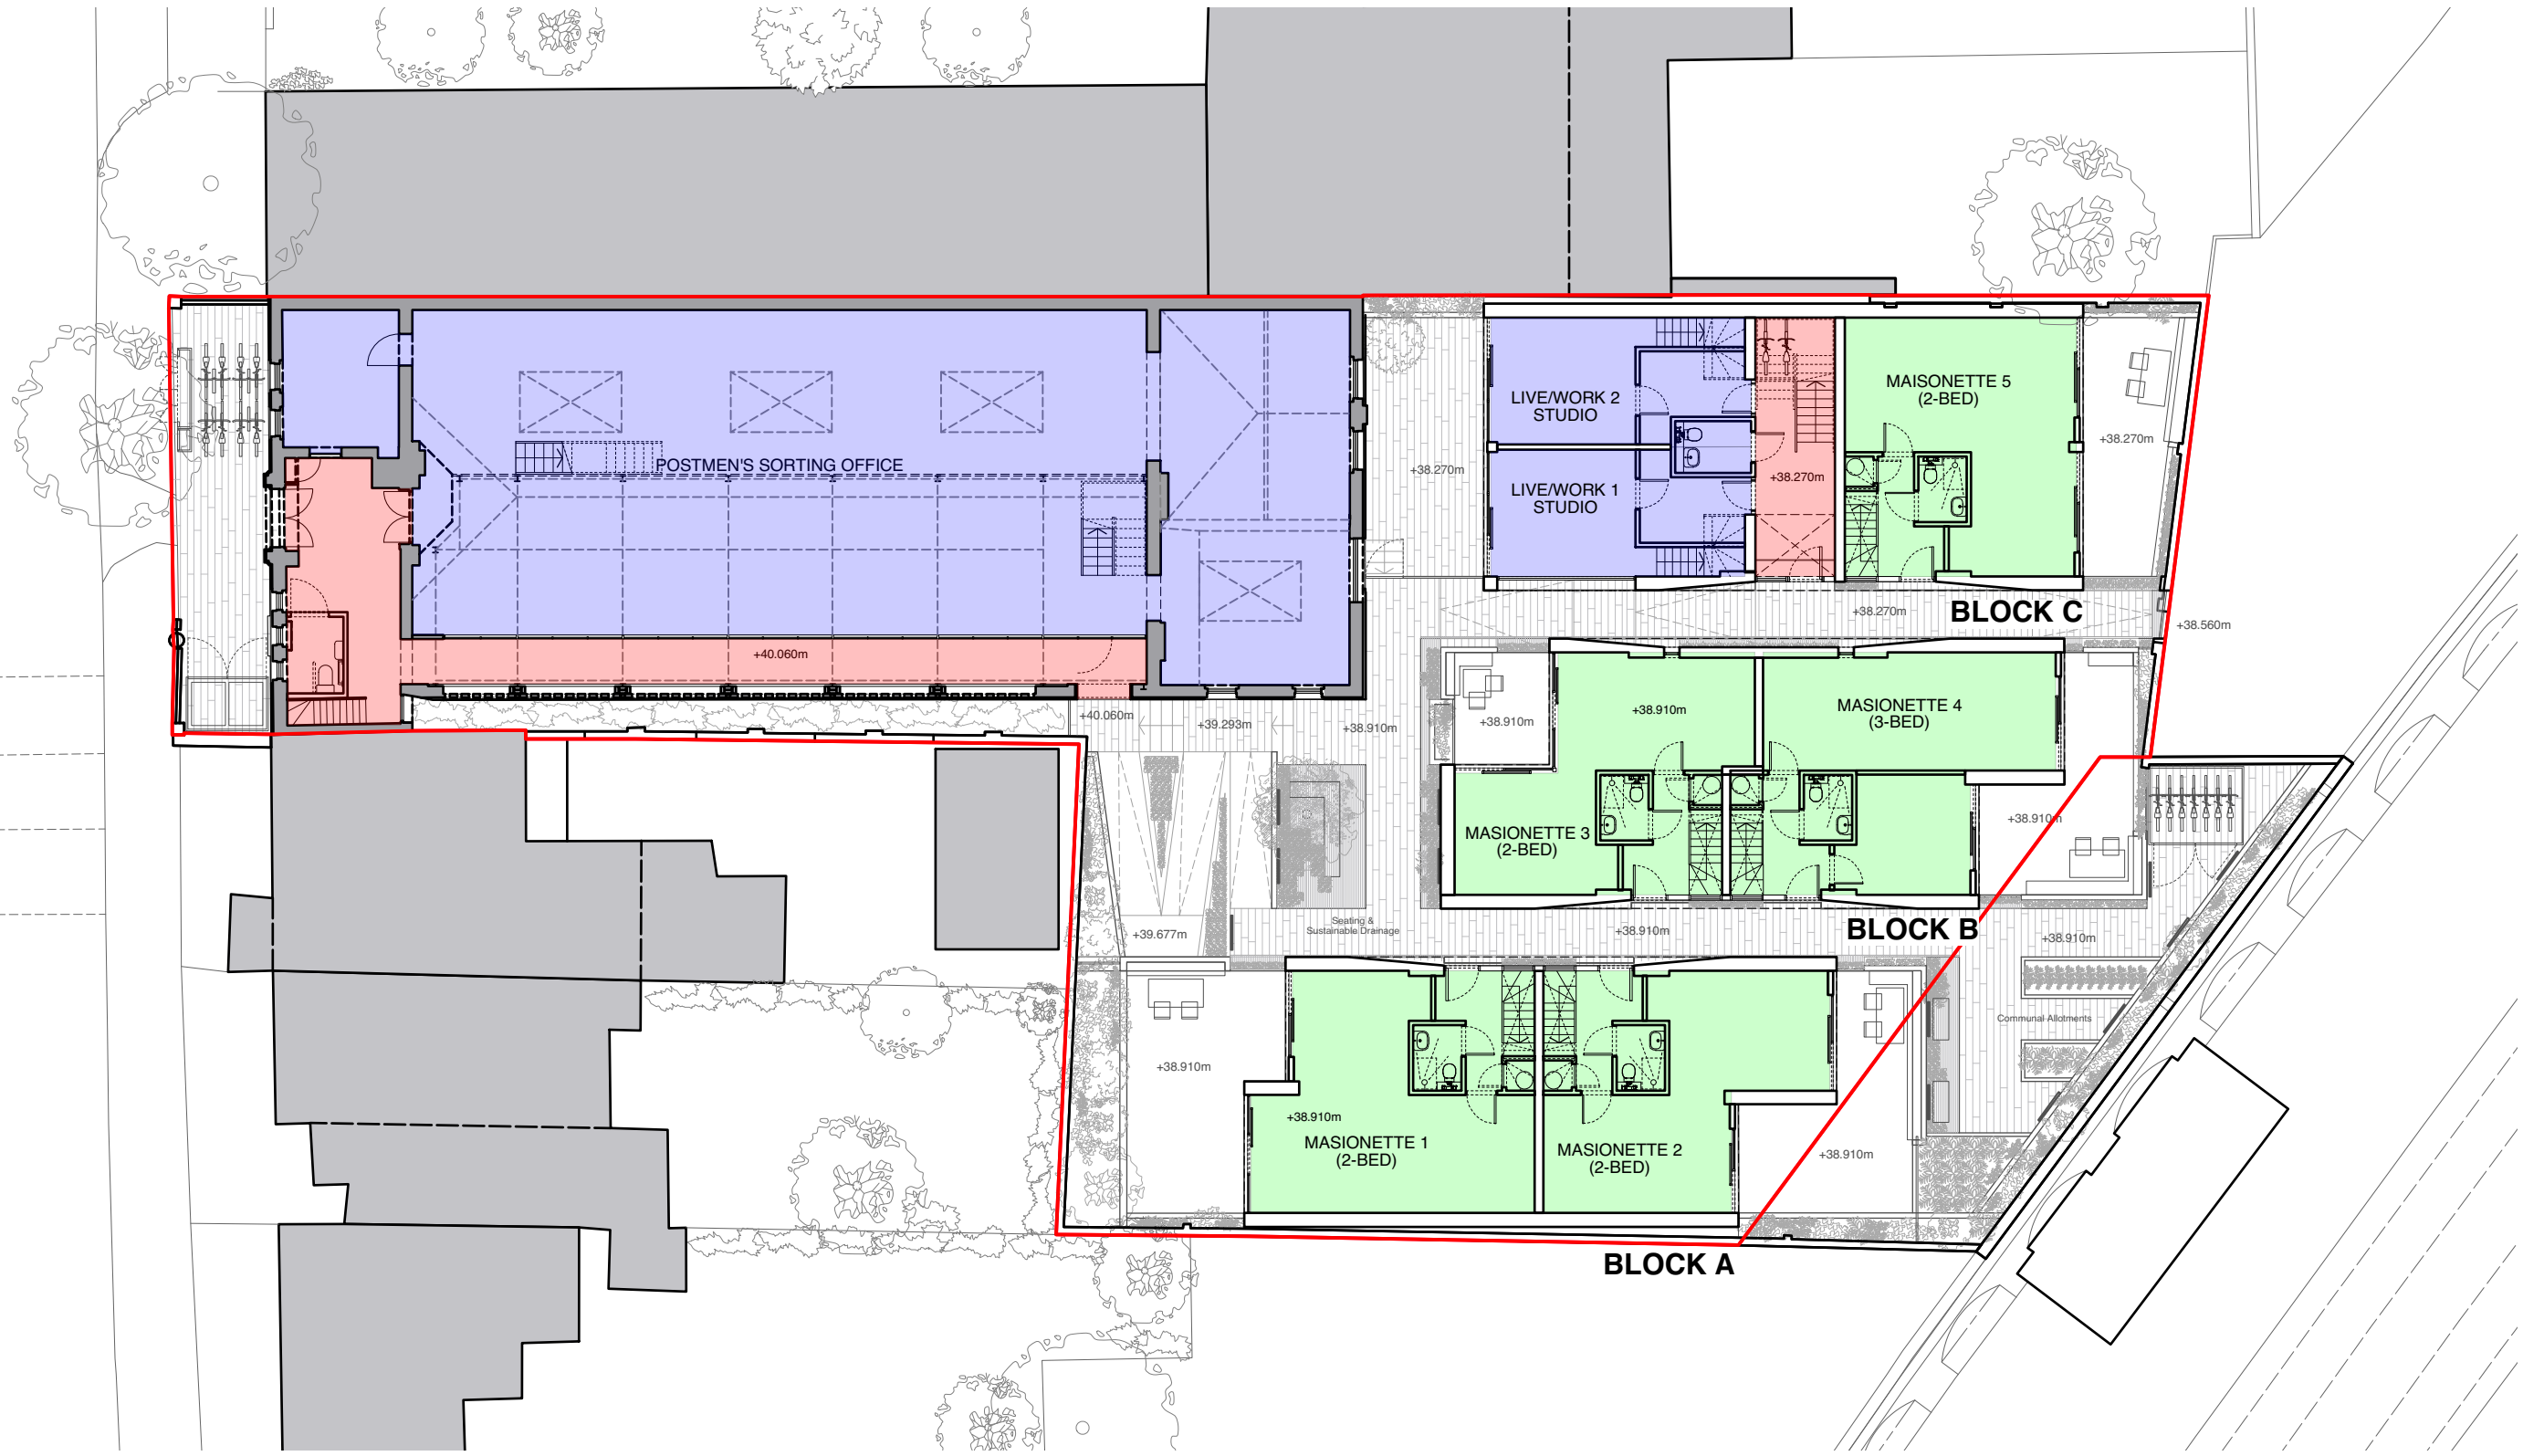 MAISONETTE 5
(2-BED)
LIVE/WORK 2
STUDIO
+38.270m
+38.270m
POSTMEN'S SORTING OFFICE
+38.270m
LIVE/WORK 1
STUDIO
+38.270m
BLOCK C
+38.560m
+40.060m
+40.060m
+39.293m
+38.910m
+38.910m
+38.910m
MASIONETTE 4
(3-BED)
+38.910m
MASIONETTE 3
(2-BED)
Seating &
Sustainable Drainage
+39.677m
+38.910m
BLOCK B
+38.910m
Communal Allotments
+38.910m
+38.910m
MASIONETTE 1
(2-BED)
MASIONETTE 2
(2-BED)
+38.910m
BLOCK A